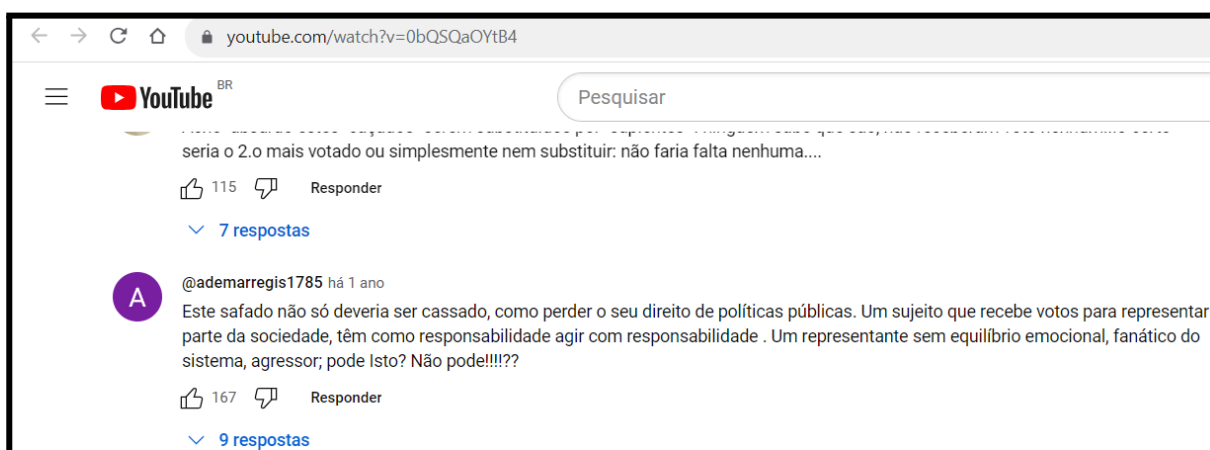 youtube.com/watch?v=0bQSQaOYtB4
YouTube BR
Pesquisar
seria o 2.o mais votado ou simplesmente nem substituir: não faria falta nenhuma....
115 Responder
7 respostas
A
@ademarregis1785 há 1 ano
Este safado não só deveria ser cassado, como perder o seu direito de políticas públicas. Um sujeito que recebe votos para representar
parte da sociedade, têm como responsabilidade agir com responsabilidade . Um representante sem equilíbrio emocional, fanático do
sistema, agressor; pode Isto? Não pode!!!!??
167 Responder
9 respostas